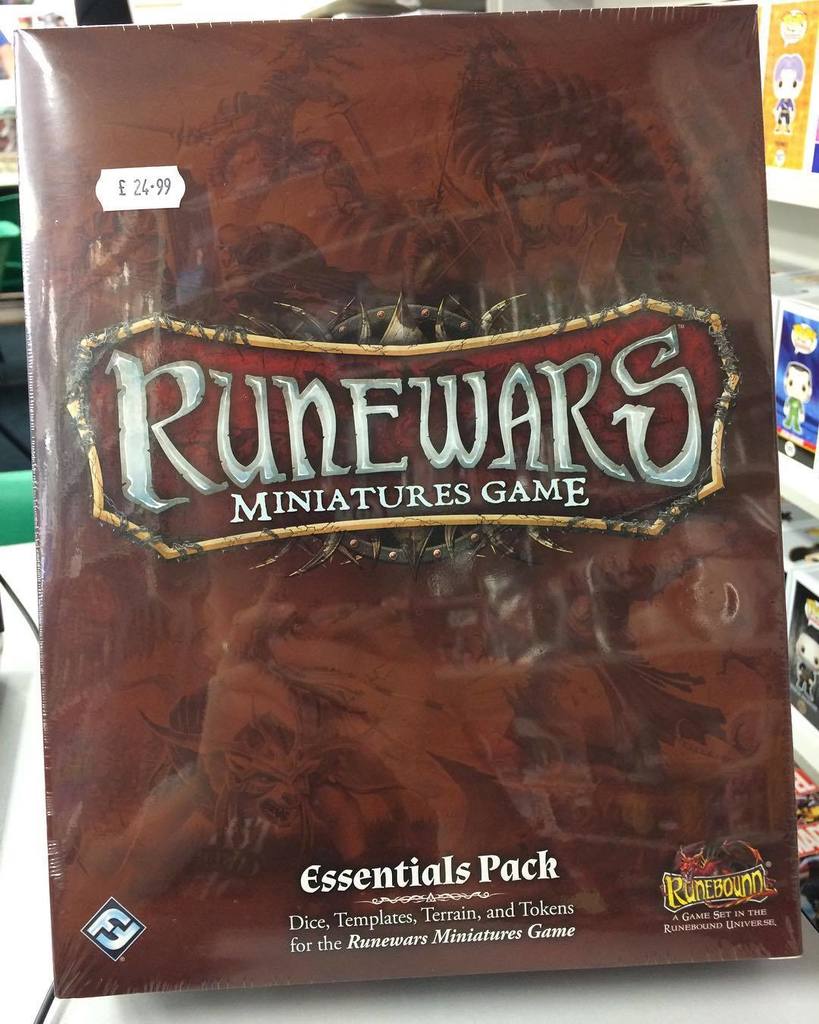 £ 24.99
RUNEWARS
MINIATURES GAME
Essentials Pack
Dice, Templates, Terrain, and Tokens
for the Runewars Miniatures Game
RUNEBOUND
A GAME SET IN THE
RUNEBOUND UNIVERSE.